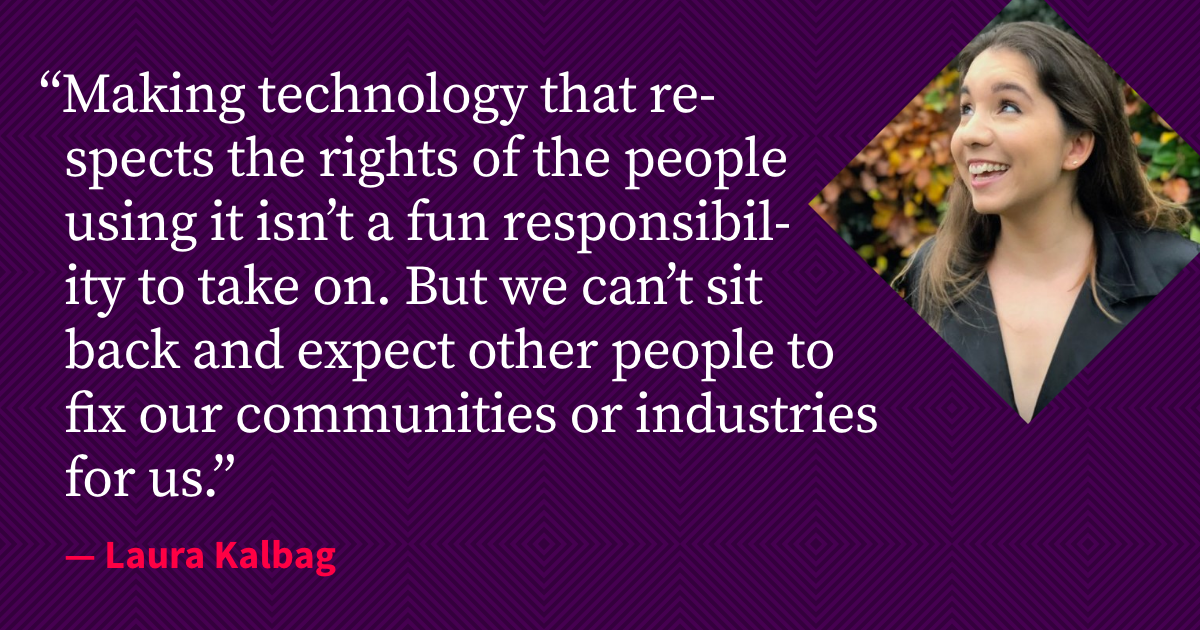 “Making technology that re-
spects the rights of the people
using it isn’t a fun responsibil-
ity to take on. But we can’t sit
back and expect other people to
fix our communities or industries
for us.”
— Laura Kalbag